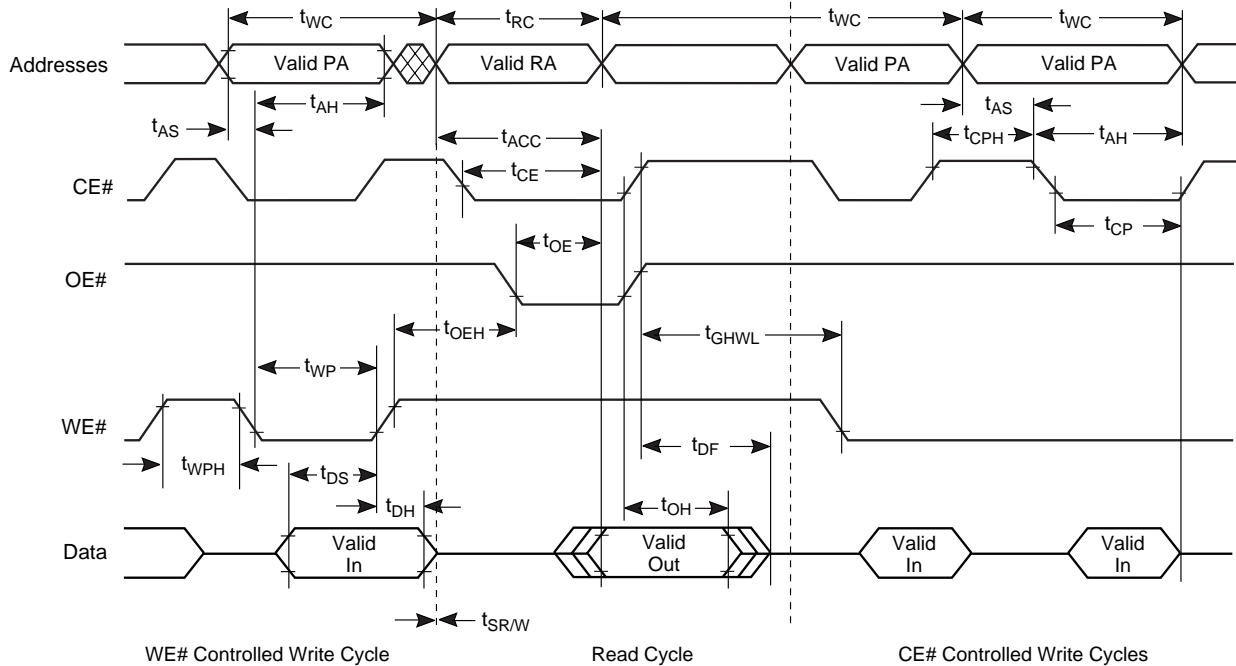 tWC tRC tWC tWC
Addresses Valid PA Valid RA Valid PA Valid PA
tAH tAS
tAS tACC tCPH tAH
CE# tCE
tOE tCP
OE#
tOEH tGHWL
tWP
WE#
tWPH tDS tDF
tDH tOH
Data Valid In Valid Out Valid In Valid In
tSR/W
WE# Controlled Write Cycle Read Cycle CE# Controlled Write Cycles